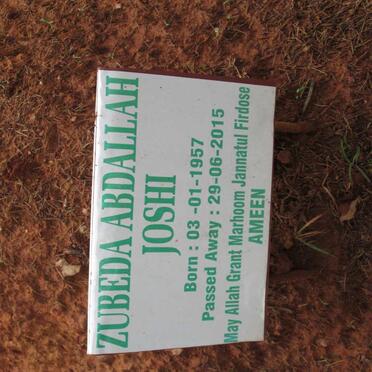 ZUBEDA ABDALLAH
JOSHI
Born : 03 -01-1957
Passed Away : 29-06-2015
May Allah Grant Marhoom Jannatul Firdose
AMEEN